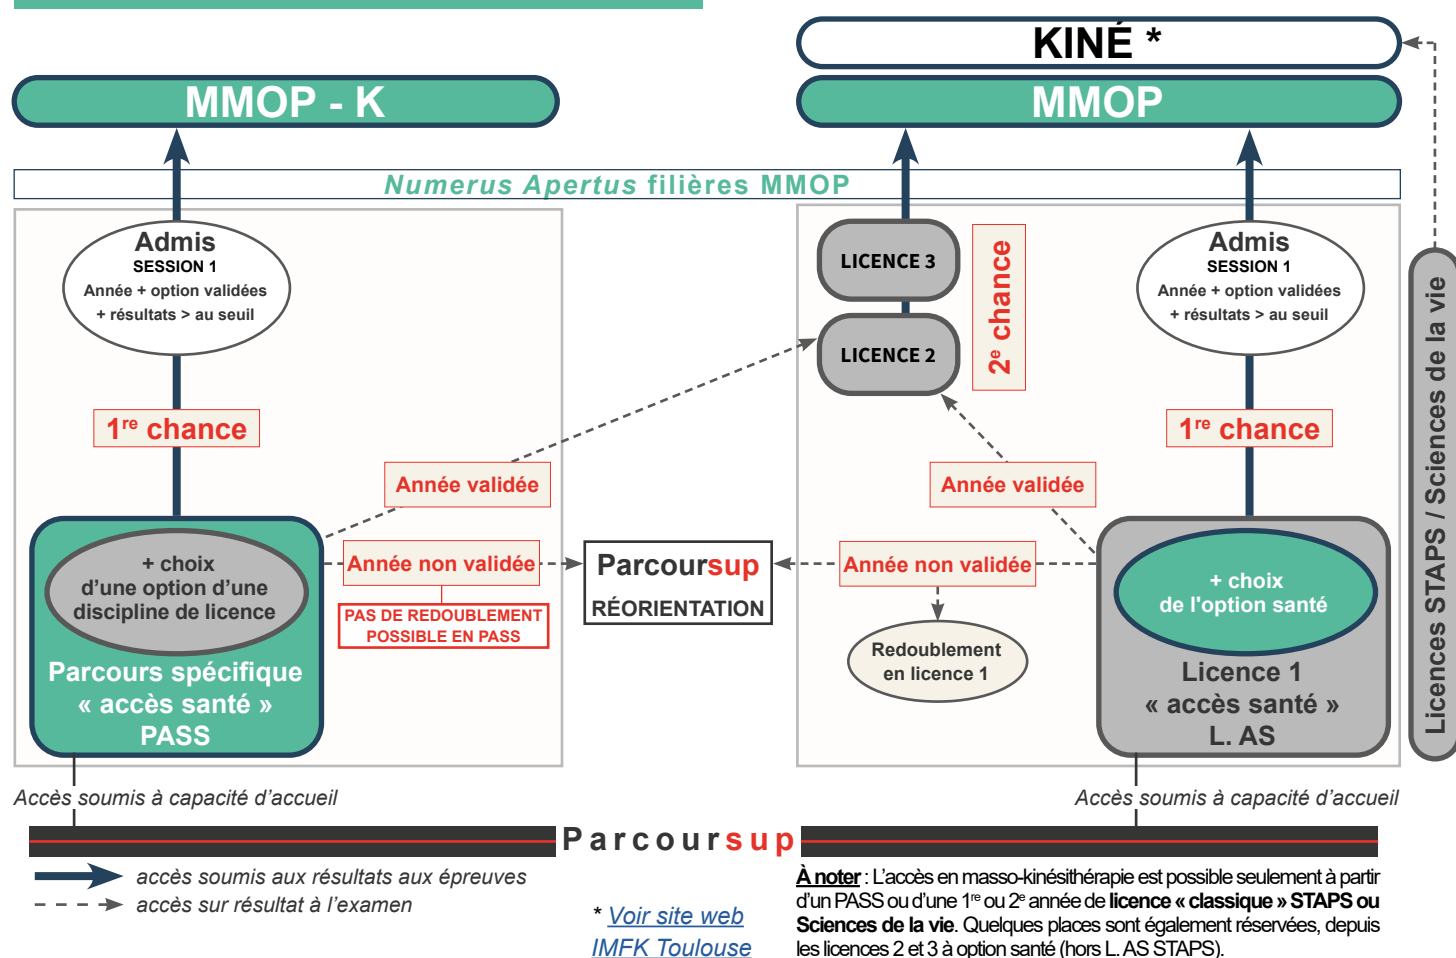 KINÉ *
MMOP - K
MMOP
Numerus Apertus filières MMOP
Admis
SESSION 1
Année + option validées
+ résultats > au seuil
1re chance
Année validée
Année non validée
PAS DE REDOUBLEMENT
POSSIBLE EN PASS
+ choix
d'une option d'une
discipline de licence
Parcours spécifique
« accès santé »
PASS
Accès soumis à capacité d'accueil
Parcoursup
RÉORIENTATION
LICENCE 3
LICENCE 2
2e chance
Admis
SESSION 1
Année + option validées
+ résultats > au seuil
1re chance
Année validée
Année non validée
Redoublement
en licence 1
+ choix
de l'option santé
Licence 1
« accès santé »
L. AS
Accès soumis à capacité d'accueil
Licences STAPS / Sciences de la vie
Parcoursup
accès soumis aux résultats aux épreuves
accès sur résultat à l'examen
* Voir site web
IMFK Toulouse
À noter : L'accès en masso-kinésithérapie est possible seulement à partir
d'un PASS ou d'une 1re ou 2e année de licence « classique » STAPS ou
Sciences de la vie. Quelques places sont également réservées, depuis
les licences 2 et 3 à option santé (hors L. AS STAPS).